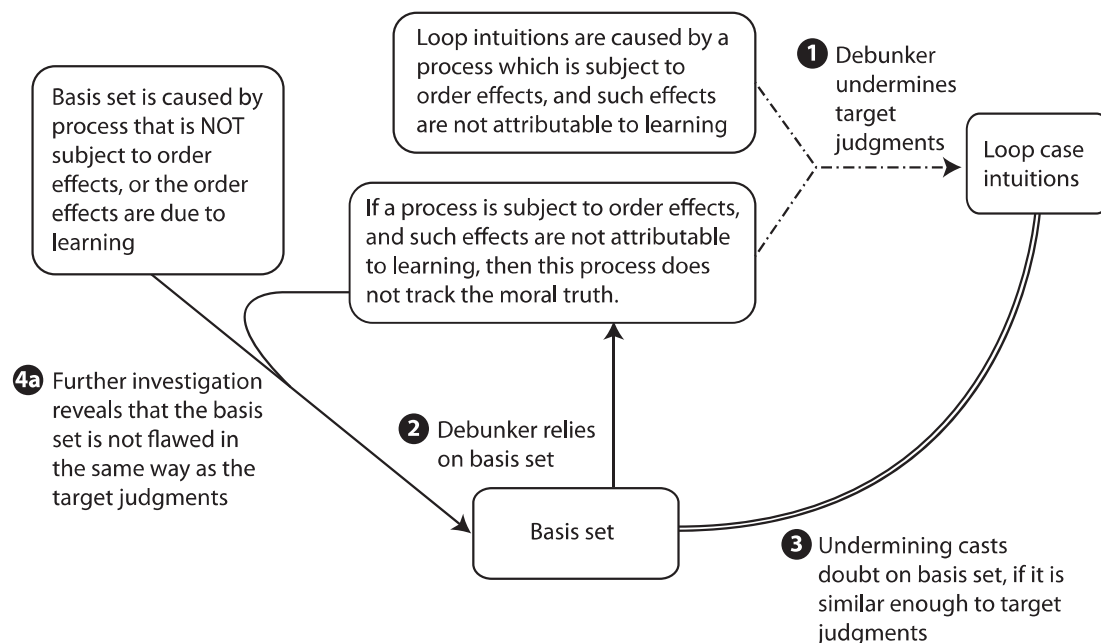 Loop intuitions are caused by a
process which is subject to
order effects, and such effects
are not attributable to learning
1 Debunker
undermines
target
judgments
Basis set is caused by
process that is NOT
subject to order
effects, or the order
effects are due to
learning
Loop case
intuitions
If a process is subject to order effects,
and such effects are not attributable
to learning, then this process does
not track the moral truth.
4a Further investigation
reveals that the basis
set is not flawed in
the same way as the
target judgments
2 Debunker relies
on basis set
Basis set
3 Undermining casts
doubt on basis set, if it is
similar enough to target
judgments